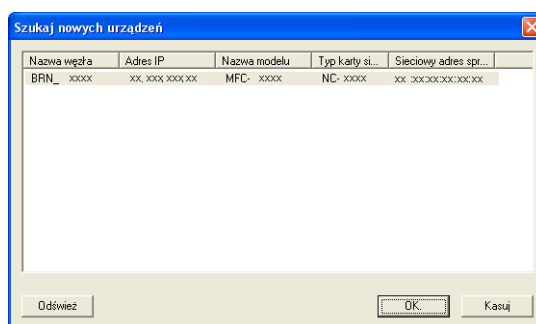 Szukaj nowych urządzeń
Nazwa węzła Adres IP Nazwa modelu Typ karty si... Sieciowy adres spr...
BRN_ xxxx xx, xxx, xxx, xx MFC- xxxx NC- xxxx xx :xx:xx:xx:xx:xx
Odśwież OK. Kasuj